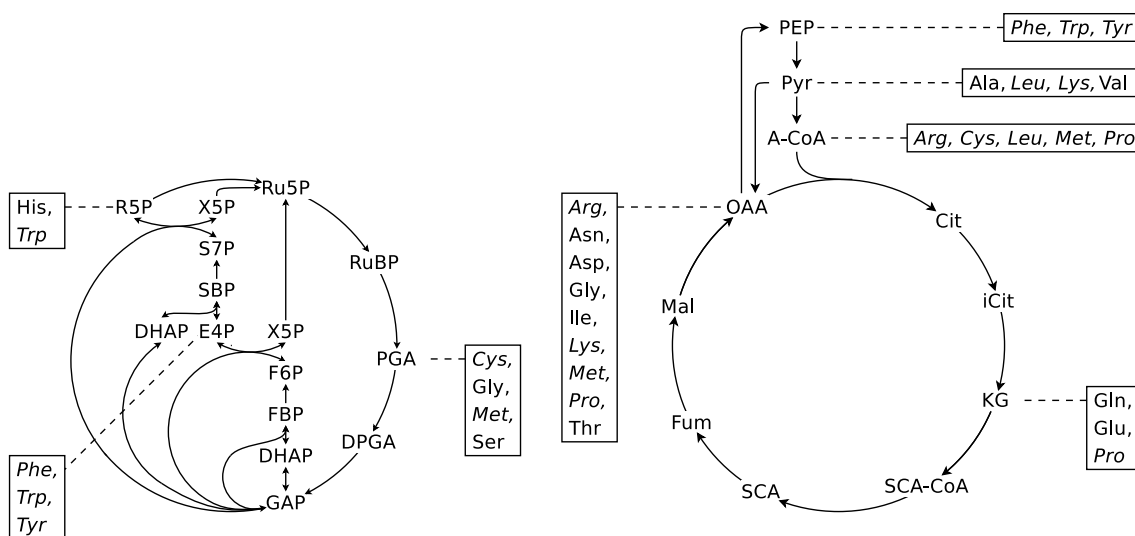 Ru5P
His,
Trp
R5P
X5P
S7P
RuBP
SBP
DHAP
E4P
X5P
PGA
Cys,
Gly,
Met,
Ser
F6P
FBP
DPGA
DHAP
GAP
Phe,
Trp,
Tyr
PEP
Phe, Trp, Tyr
Pyr
Ala, Leu, Lys, Val
A-CoA
Arg, Cys, Leu, Met, Pro
Arg,
Asn,
Asp,
Gly,
Ile,
Lys,
Met,
Pro,
Thr
OAA
Cit
Mal
iCit
KG
Gln,
Glu,
Pro
Fum
SCA-CoA
SCA